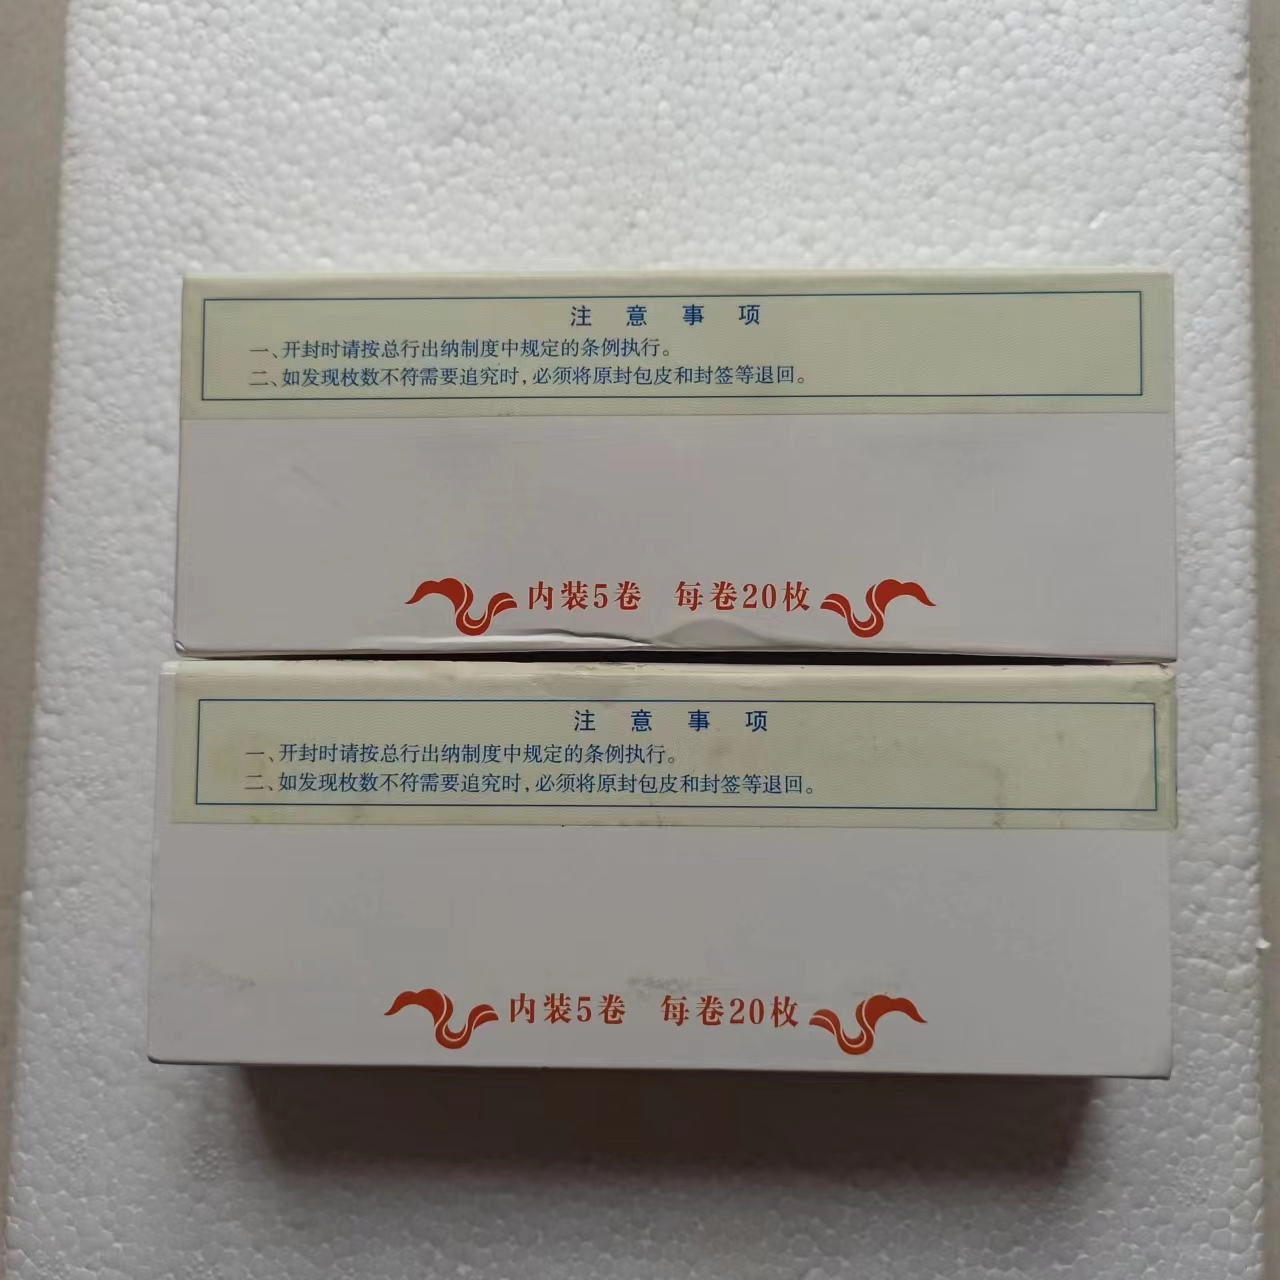 注意事项
一、开封时请按总行出纳制度中规定的条例执行。
二、如发现枚数不符需要追究时,必须将原封包皮和封签等退回。
内装5卷 每卷20枚
注意事项
一、开封时请按总行出纳制度中规定的条例执行。
二、如发现枚数不符需要追究时,必须将原封包皮和封签等退回。
内装5卷 每卷20枚